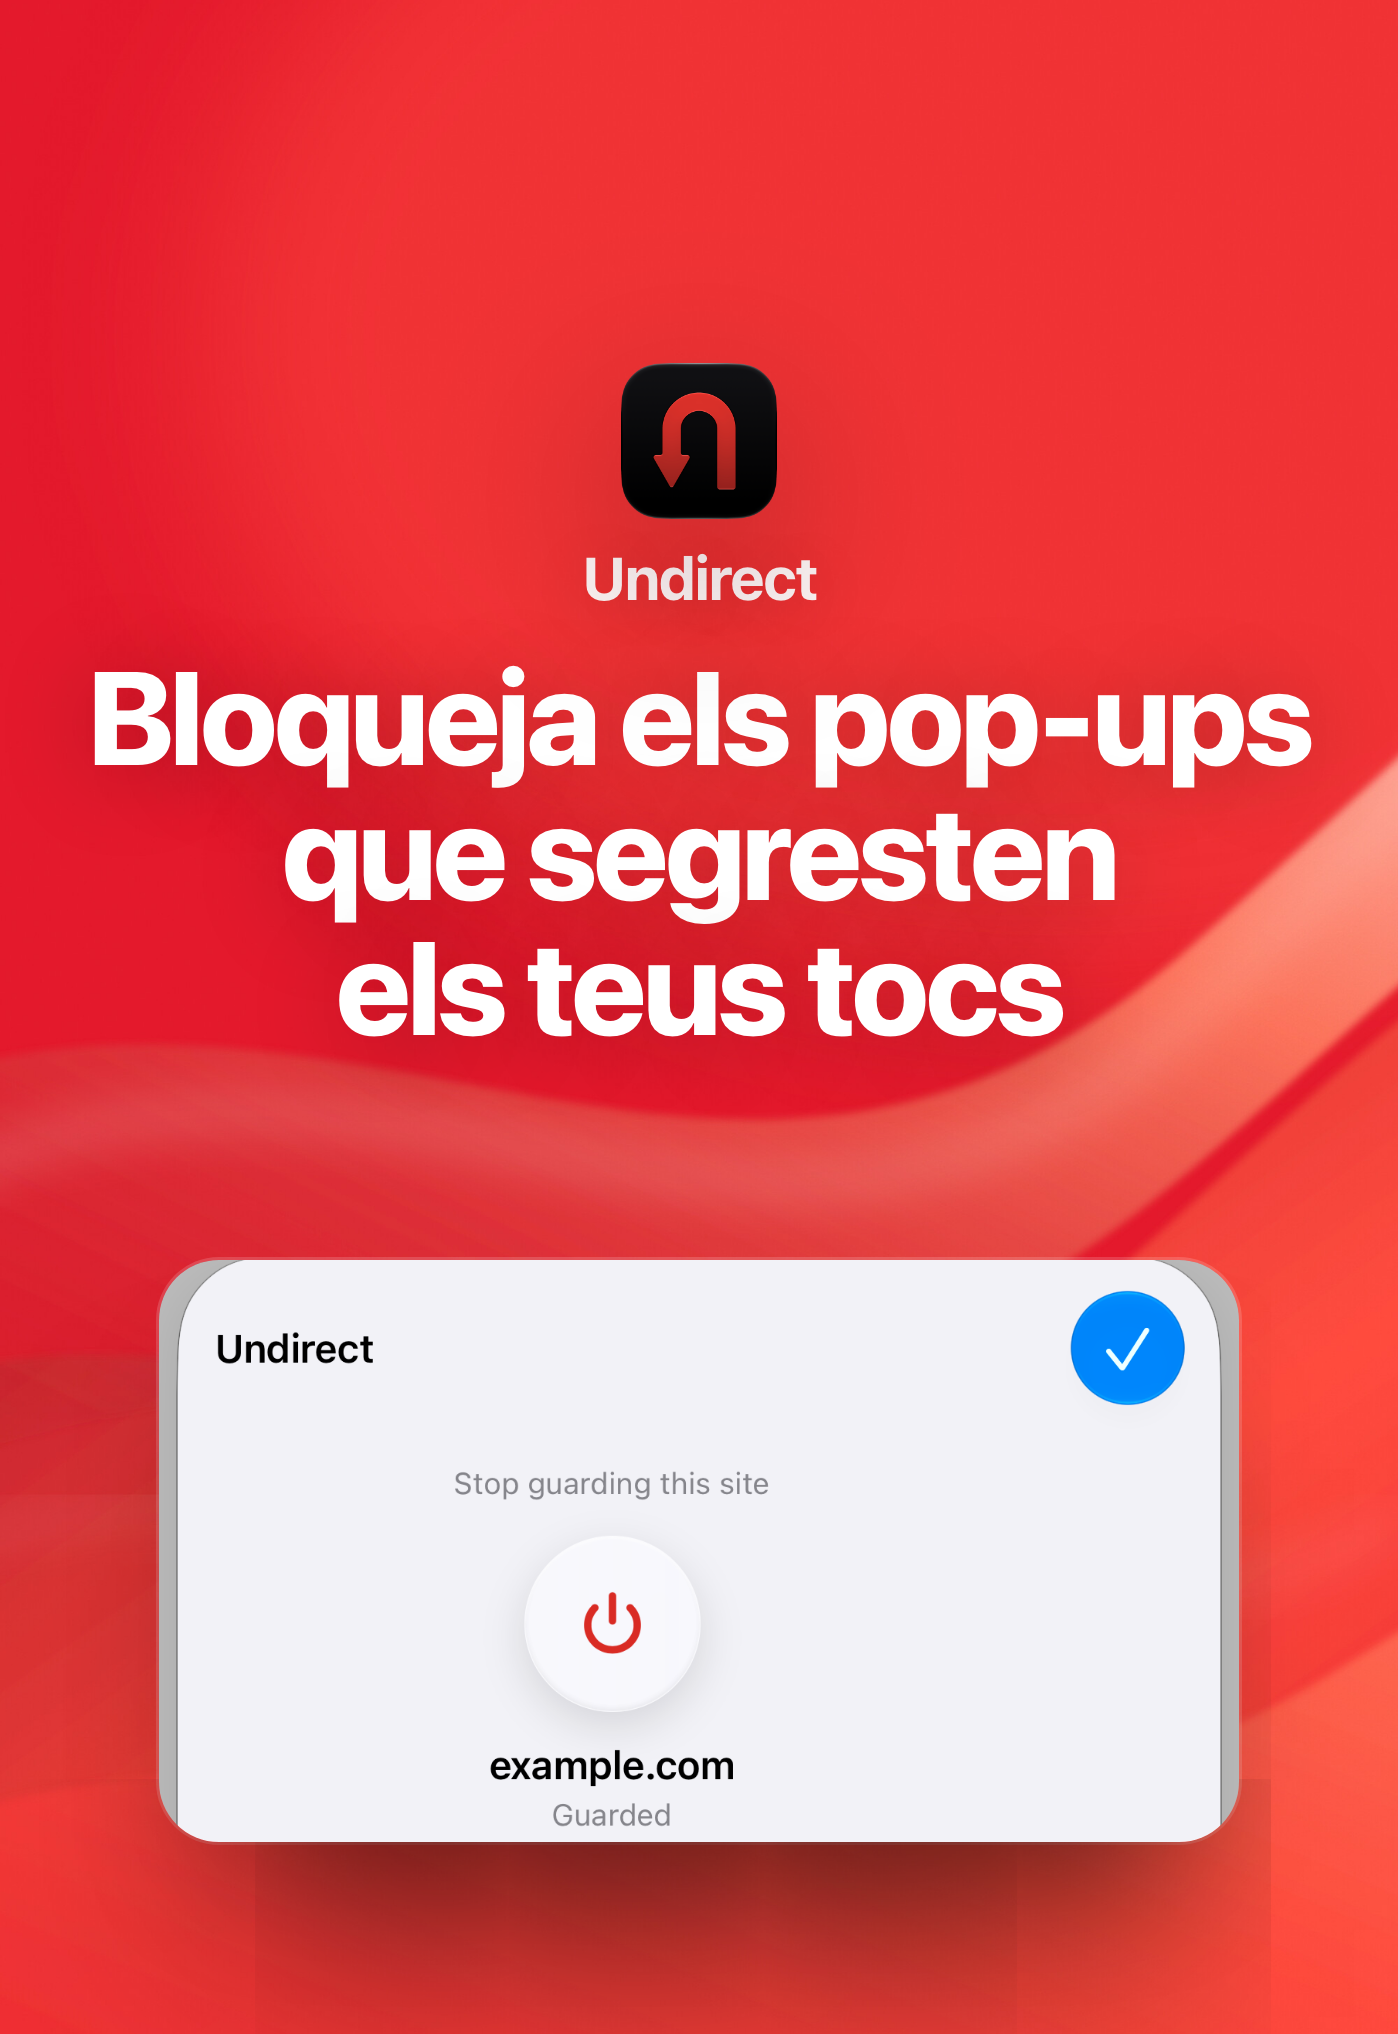 Undirect
Bloqueja els pop-ups
que segresten
els teus tocs
Undirect
Stop guarding this site
example.com
Guarded